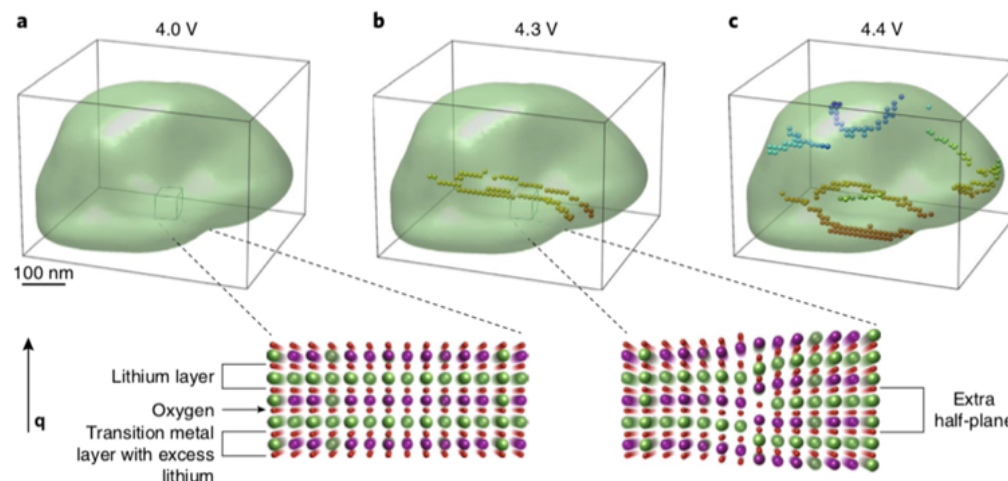 a
4.0 V
b
4.3 V
c
4.4 V
100 nm
q
Lithium layer
Oxygen
Transition metal
layer with excess
lithium
Extra
half-plane